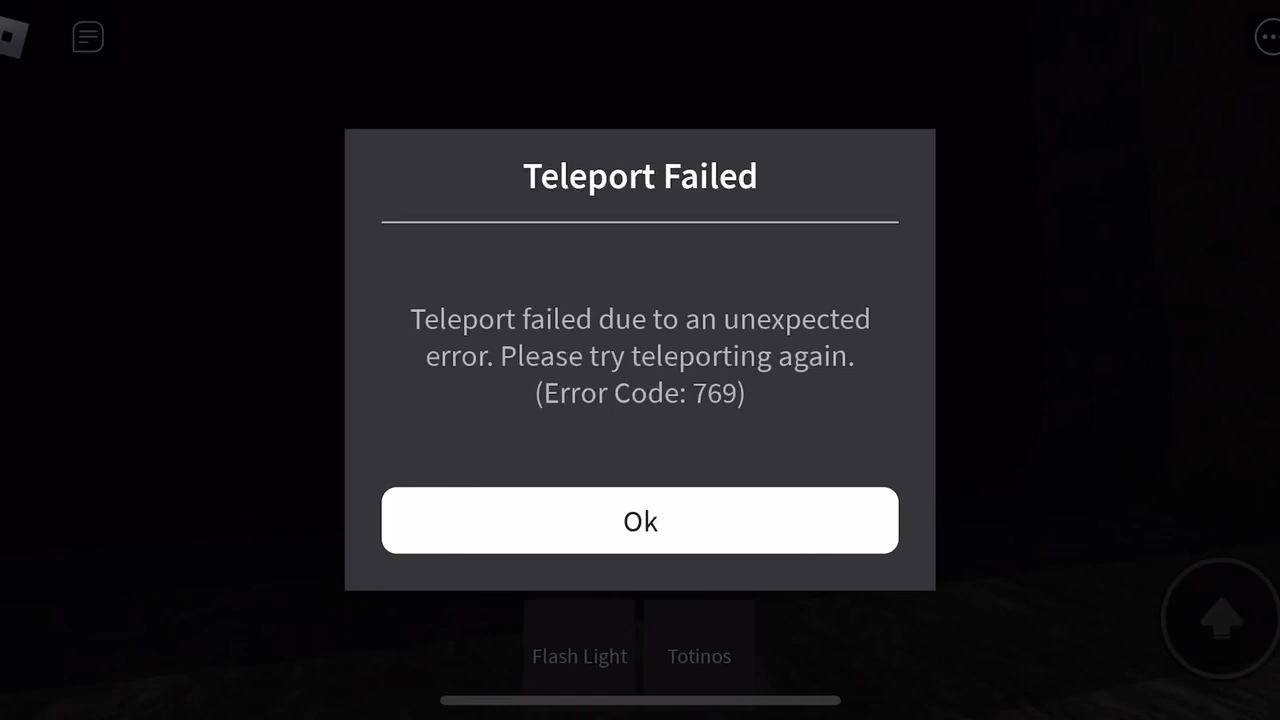 Teleport Failed
Teleport failed due to an unexpected
error. Please try teleporting again.
(Error Code: 769)
Ok
Flash Light
Totinos